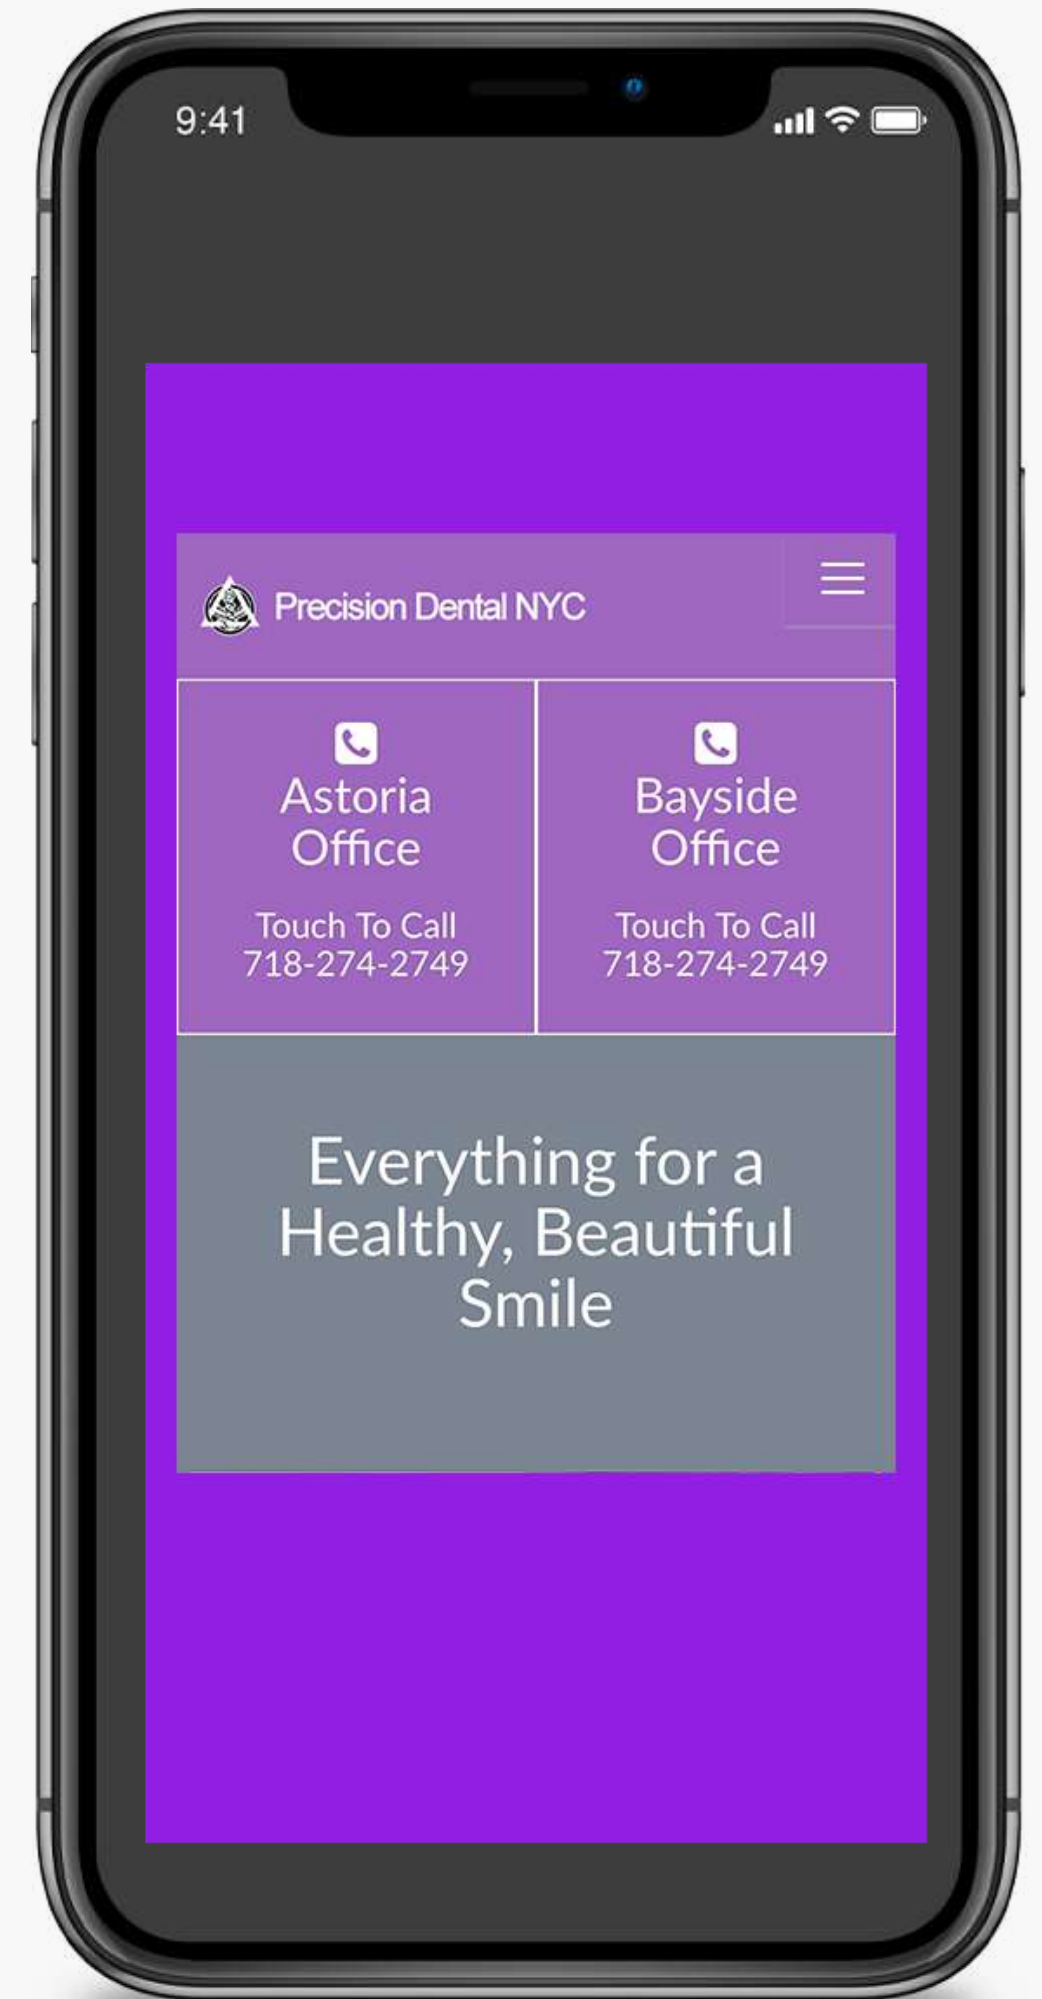 9:41
Precision Dental NYC
Astoria
Office
Touch To Call
718-274-2749
Bayside
Office
Touch To Call
718-274-2749
Everything for a
Healthy, Beautiful
Smile